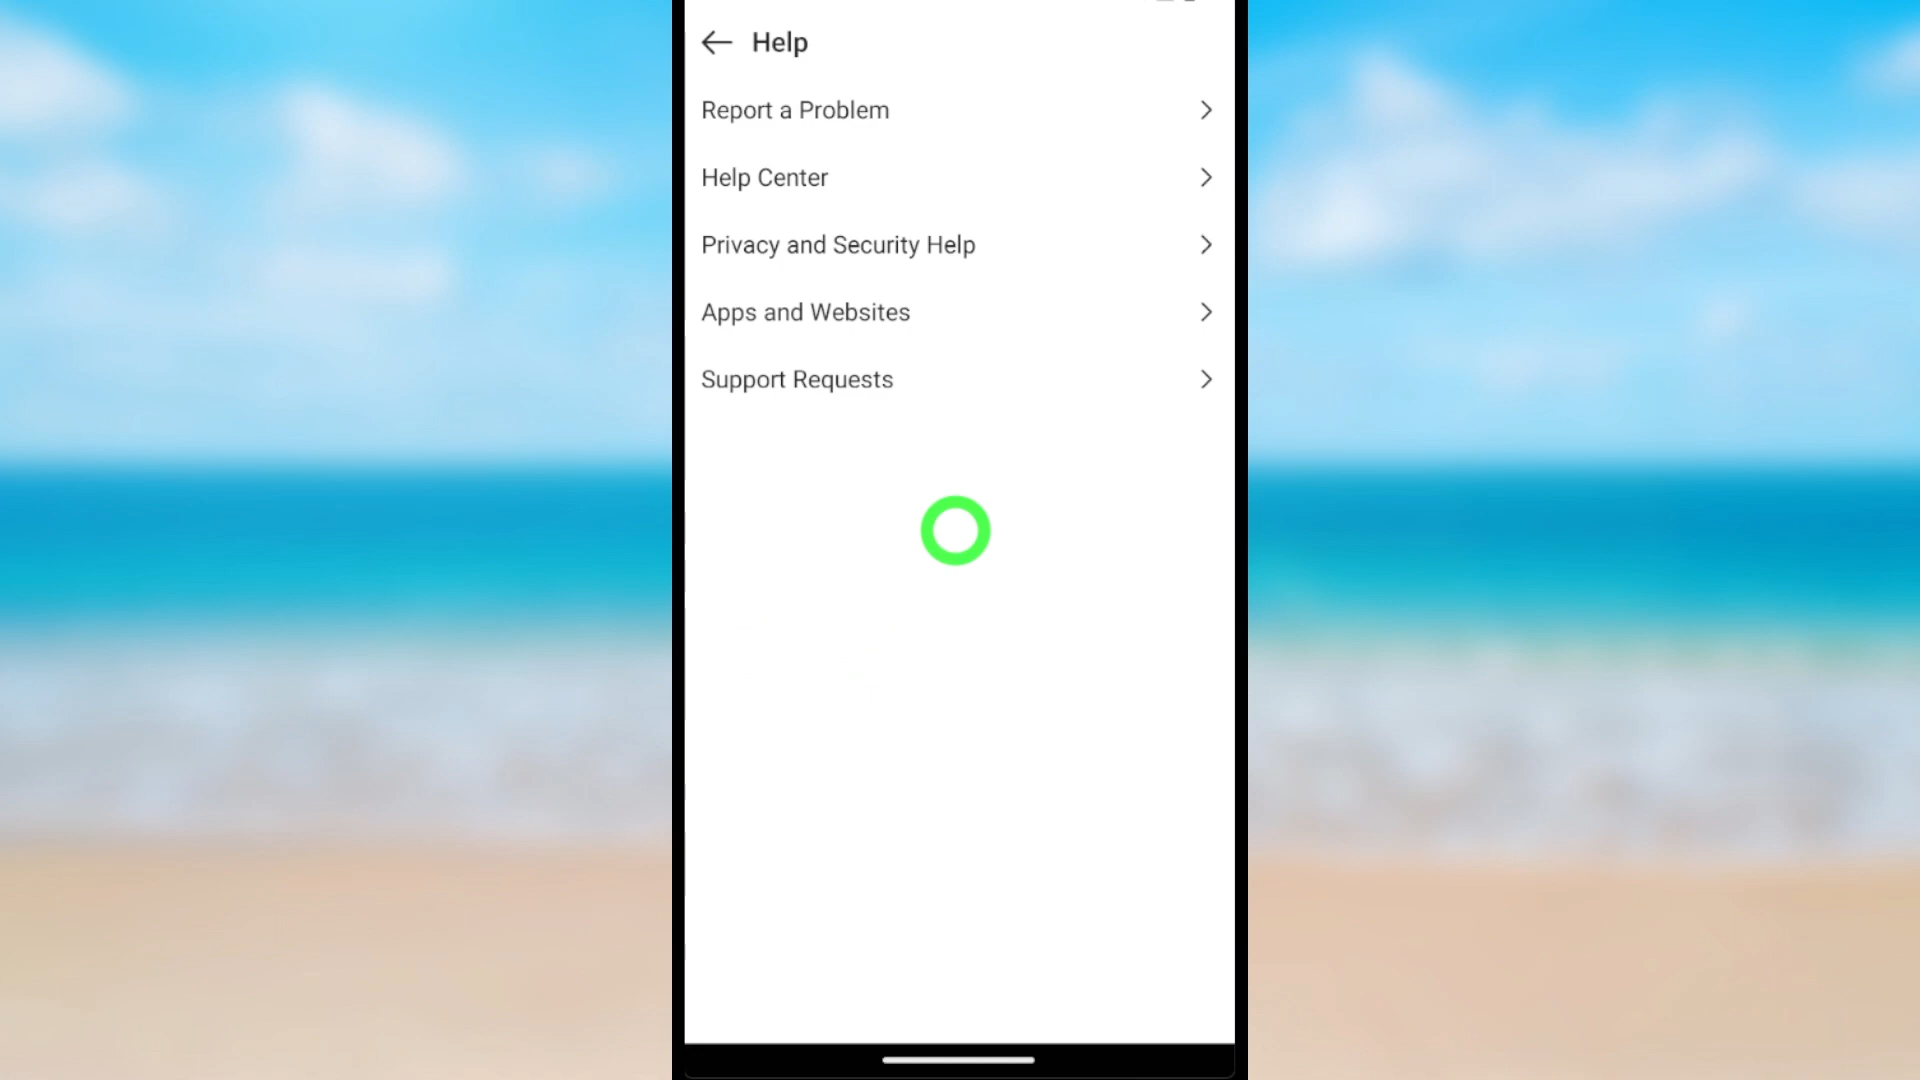 Help
Report a Problem
Help Center
Privacy and Security Help
Apps and Websites
Support Requests